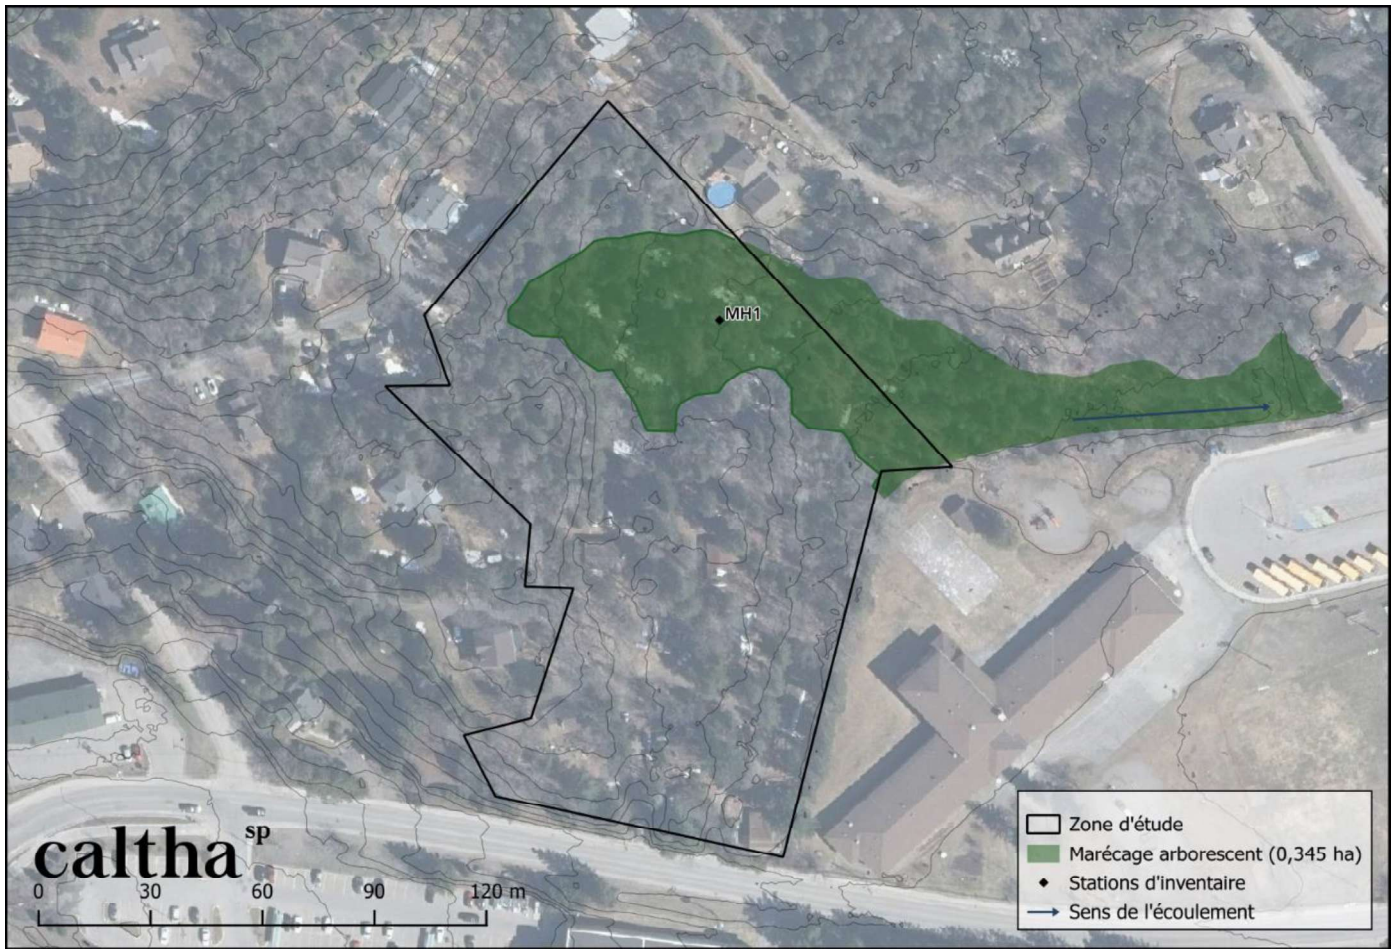 MH1
caltha sp
0 30 60 90 120 m
Zone d'étude
Marécage arborescent (0,345 ha)
Stations d'inventaire
Sens de l'écoulement